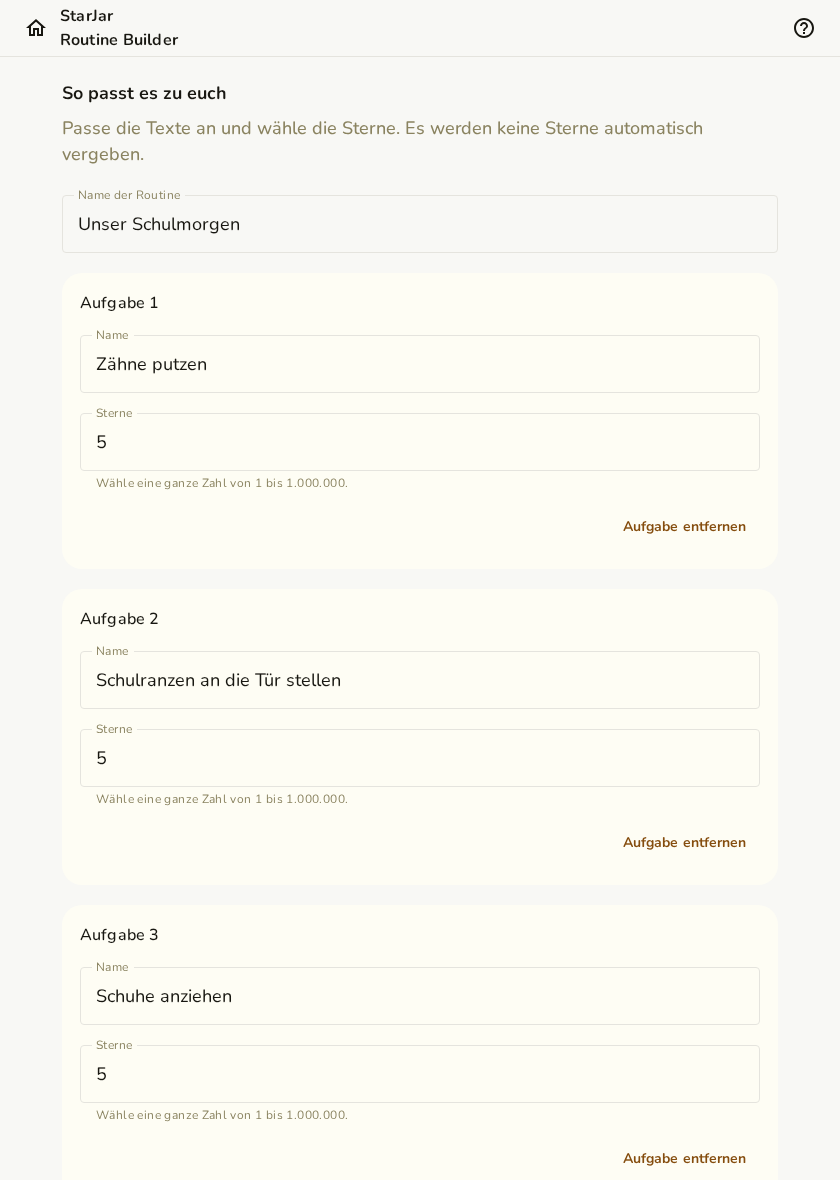 StarJar
Routine Builder
So passt es zu euch
Passe die Texte an und wähle die Sterne. Es werden keine Sterne automatisch
vergeben.
Name der Routine
Unser Schulmorgen
Aufgabe 1
Name
Zähne putzen
Sterne
5
Wähle eine ganze Zahl von 1 bis 1.000.000.
Aufgabe entfernen
Aufgabe 2
Name
Schulranzen an die Tür stellen
Sterne
5
Wähle eine ganze Zahl von 1 bis 1.000.000.
Aufgabe entfernen
Aufgabe 3
Name
Schuhe anziehen
Sterne
5
Wähle eine ganze Zahl von 1 bis 1.000.000.
Aufgabe entfernen